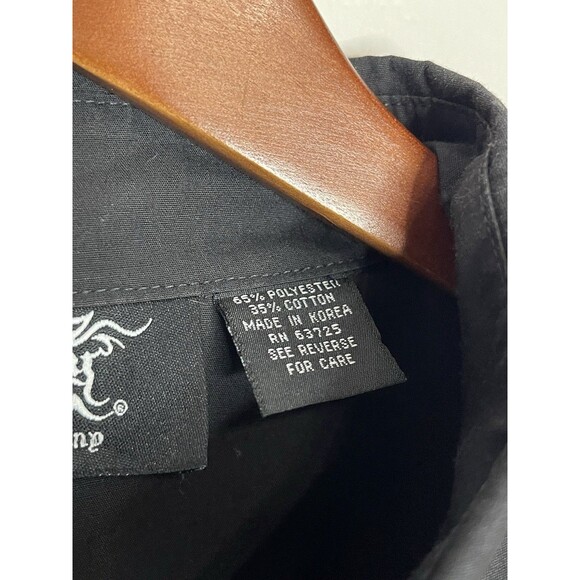 65% POLYESTER
35% COTTON
MADE IN KOREA
RN 63725
SEE REVERSE
FOR CARE
®